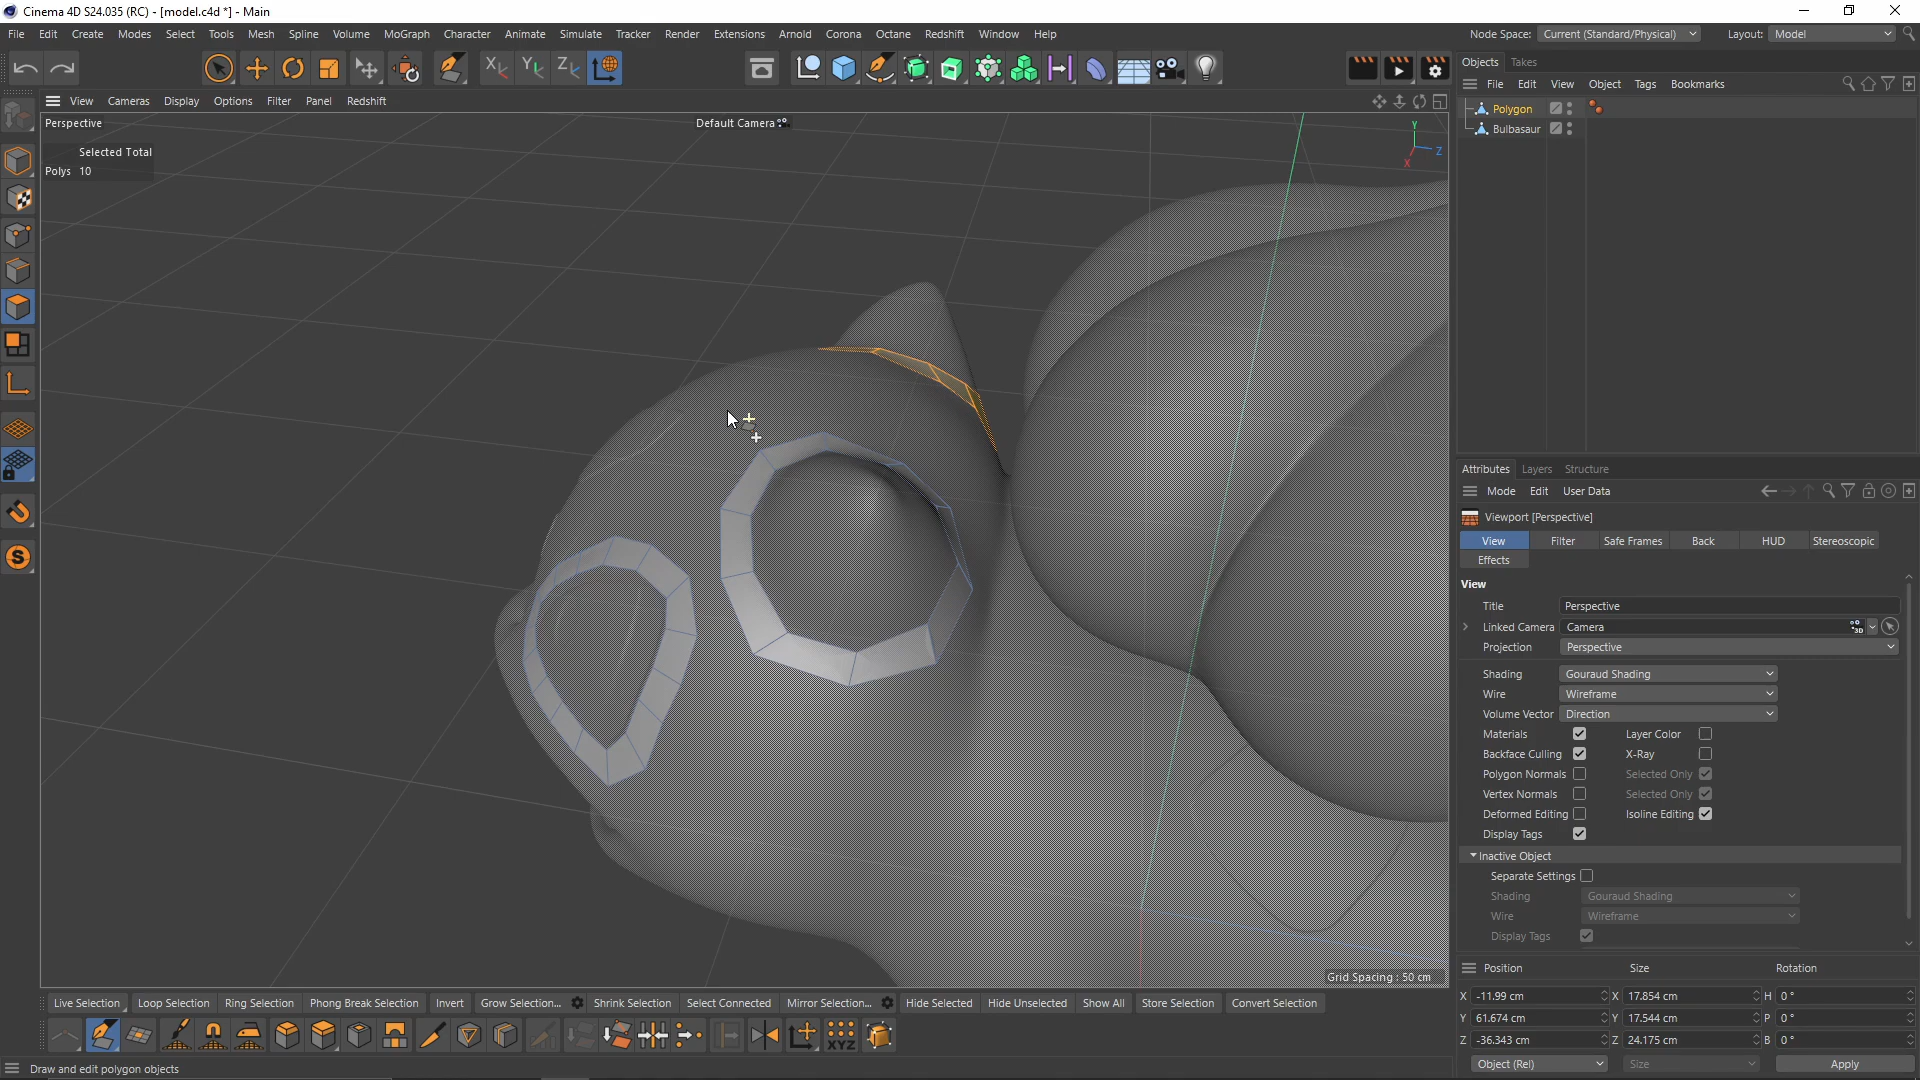 Cinema 4D S24.035 (RC) - [model.c4d *] - Main
File Edit Create Modes Select Tools Mesh Spline Volume MoGraph Character Animate Simulate Tracker Render Extensions Arnold Corona Octane Redshift Window Help
Node Space: Current (Standard/Physical) Layout: Model
View Cameras Display Options Filter Panel Redshift
Perspective
Default Camera
Selected Total
Polys 10
Y
Z
X
Grid Spacing : 50 cm
Objects Takes
File Edit View Object Tags Bookmarks
Polygon
Bulbasaur
Attributes Layers Structure
Mode Edit User Data
Viewport [Perspective]
View Filter Safe Frames Back HUD Stereoscopic
Effects
View
Title Perspective
Linked Camera Camera
Projection Perspective
Shading Gouraud Shading
Wire Wireframe
Volume Vector Direction
Materials Layer Color
Backface Culling X-Ray
Polygon Normals Selected Only
Vertex Normals Selected Only
Deformed Editing Isoline Editing
Display Tags
Inactive Object
Separate Settings
Shading Gouraud Shading
Wire Wireframe
Display Tags
Position Size Rotation
X -11.99 cm X 17.854 cm H 0 °
Y 61.674 cm Y 17.544 cm P 0 °
Z -36.343 cm Z 24.175 cm B 0 °
Object (Rel) Size Apply
Live Selection Loop Selection Ring Selection Phong Break Selection Invert Grow Selection... Shrink Selection Select Connected Mirror Selection... Hide Selected Hide Unselected Show All Store Selection Convert Selection
XYZ
Draw and edit polygon objects